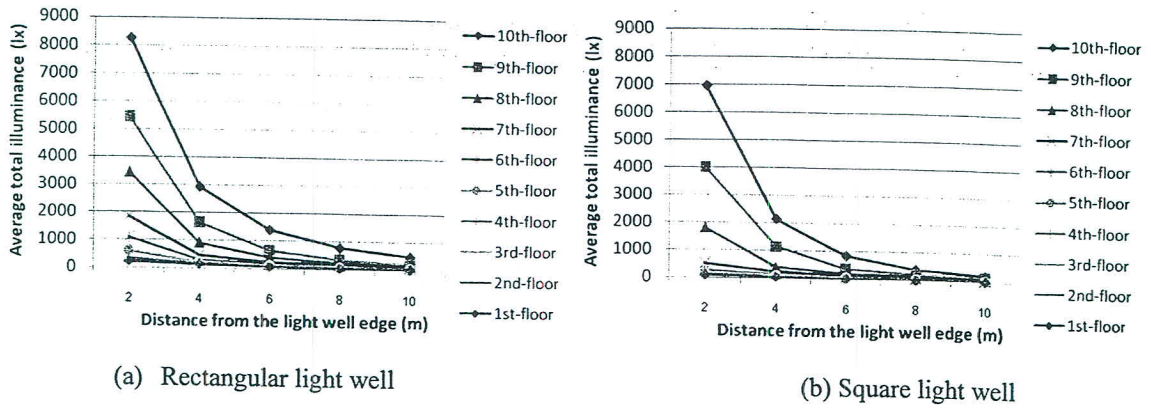 Average total illuminance (lx)
9000
8000
7000
6000
5000
4000
3000
2000
1000
0
2 4 6 8 10
Distance from the light well edge (m)
10th-floor
9th-floor
8th-floor
7th-floor
6th-floor
5th-floor
4th-floor
3rd-floor
2nd-floor
1st-floor
(a) Rectangular light well
Average total illuminance (lx)
9000
8000
7000
6000
5000
4000
3000
2000
1000
0
2 4 6 8 10
Distance from the light well edge (m)
10th-floor
9th-floor
8th-floor
7th-floor
6th-floor
5th-floor
4th-floor
3rd-floor
2nd-floor
1st-floor
(b) Square light well